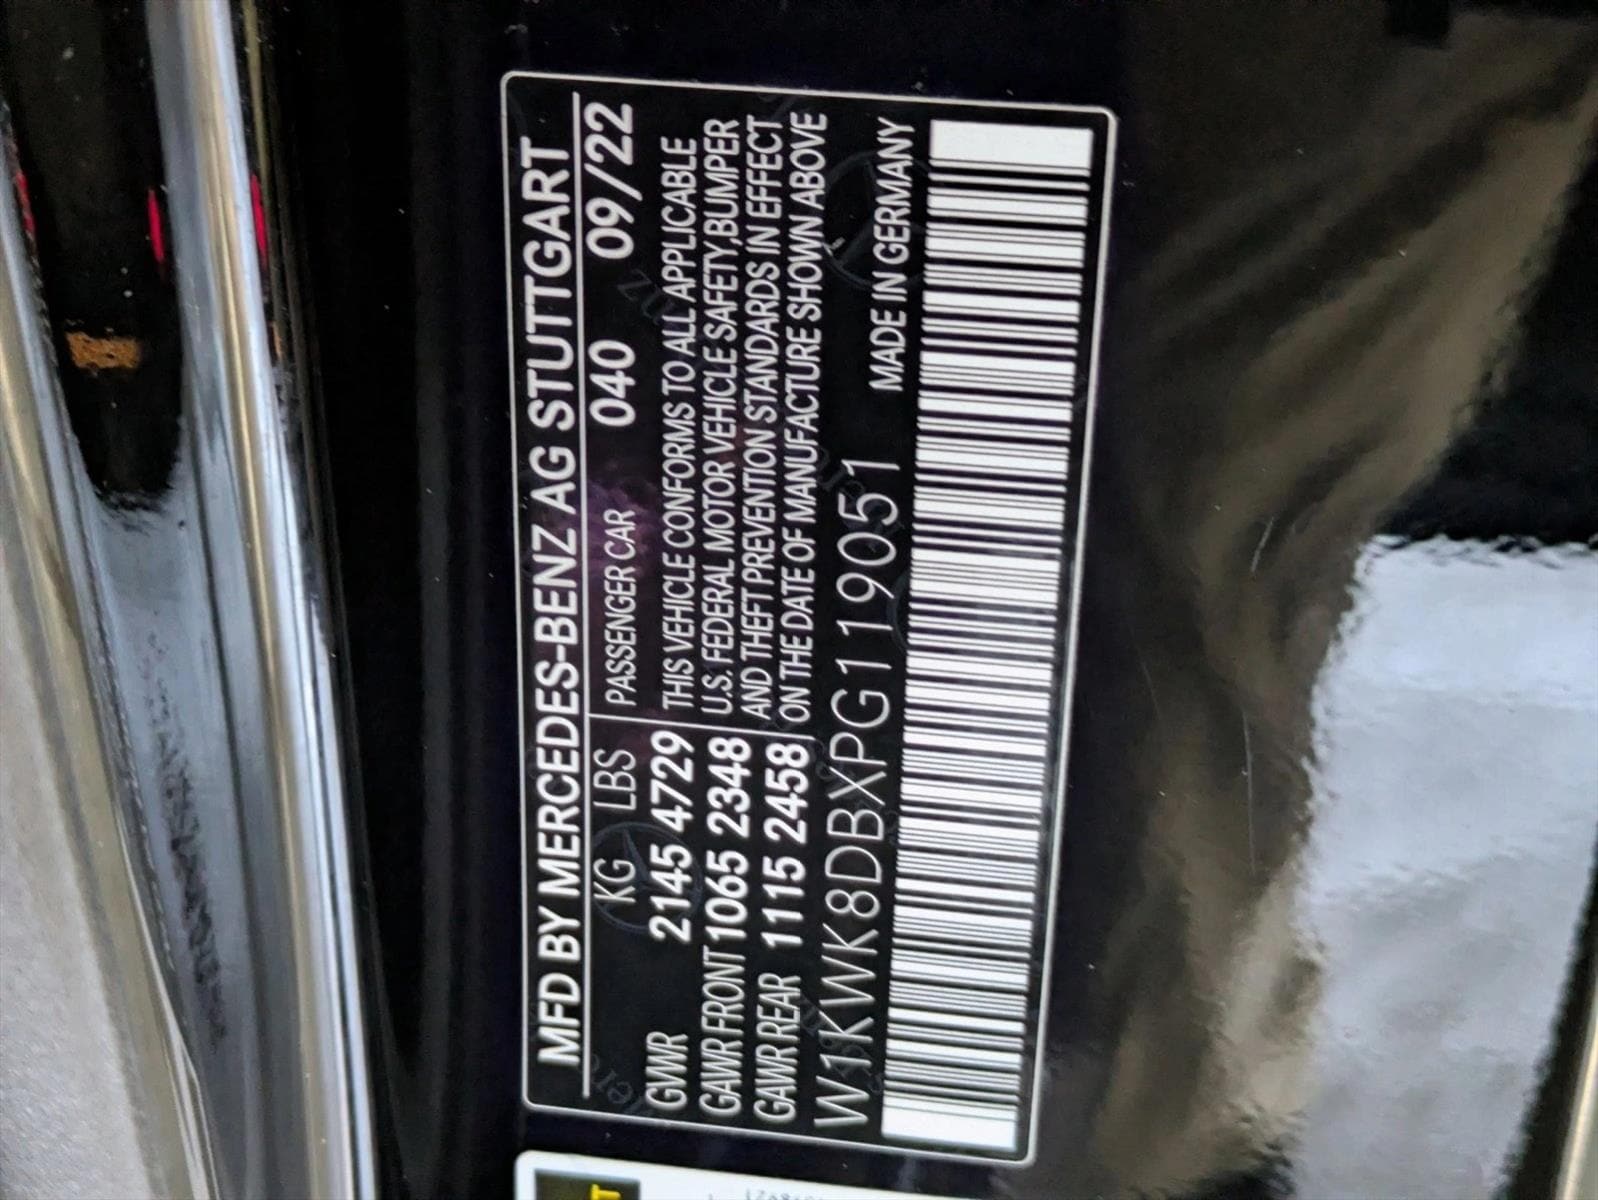 MFD BY MERCEDES-BENZ AG STUTTGART
KG LBS PASSENGER CAR 040 09/22
GVWR 2145 4729 THIS VEHICLE CONFORMS TO ALL APPLICABLE
GAWR FRONT 1065 2348 U.S. FEDERAL MOTOR VEHICLE SAFETY,BUMPER
GAWR REAR 1115 2458 AND THEFT PREVENTION STANDARDS IN EFFECT
ON THE DATE OF MANUFACTURE SHOWN ABOVE
W1KWK8DBXPG119051 MADE IN GERMANY